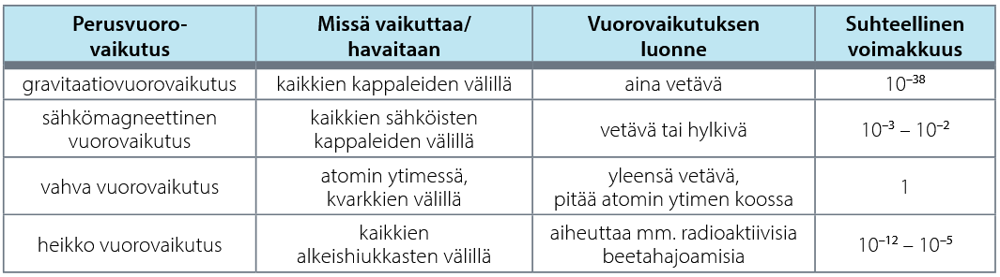 Perusvuoro-
vaikutus
Missä vaikuttaa/
havaitaan
Vuorovaikutuksen
luonne
Suhteellinen
voimakkuus
gravitaatiovuorovaikutus
kaikkien kappaleiden välillä
aina vetävä
10⁻³⁸
sähkömagneettinen
vuorovaikutus
kaikkien sähköisten
kappaleiden välillä
vetävä tai hylkivä
10⁻³ – 10⁻²
vahva vuorovaikutus
atomin ytimessä,
kvarkkien välillä
yleensä vetävä,
pitää atomin ytimen koossa
1
heikko vuorovaikutus
kaikkien
alkeishiukkasten välillä
aiheuttaa mm. radioaktiivisia
beetahajoamisia
10⁻¹² – 10⁻⁵